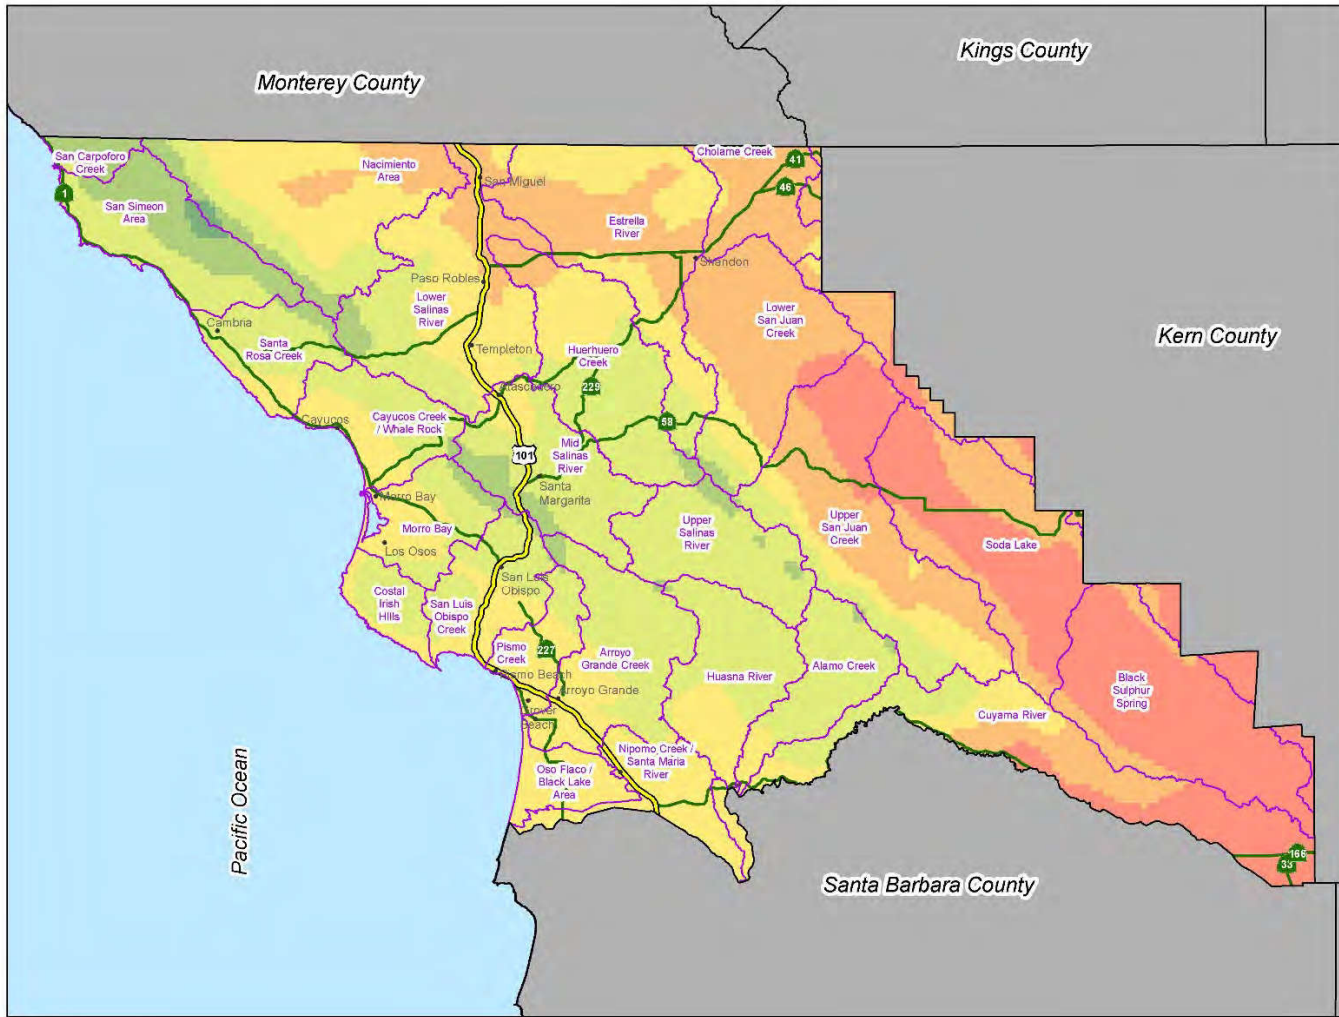 Kings County
Monterey County
Cholame Creek
41
San Carpoforo
Creek
Nacimiento
Area
San Miguel
46
1
San Simeon
Area
Estrella
River
Shandon
Paso Robles
Lower
Salinas
River
Lower
San Juan
Creek
Kern County
Cambria
Santa
Rosa Creek
Templeton
Huerhuero
Creek
Atascadero
229
Cayucos
Cayucos Creek
/ Whale Rock
58
101
Mid
Salinas
River
Santa
Margarita
Morro Bay
Morro Bay
Upper
Salinas
River
Upper
San Juan
Creek
Soda Lake
Los Osos
San Luis
Obispo
Costal
Irish
Hills
San Luis
Obispo
Creek
Pismo
Creek
227
Arroyo
Grande Creek
Huasna River
Alamo Creek
Black
Sulphur
Spring
Pismo Beach
Arroyo Grande
Grover
Beach
Cuyama River
Nipomo Creek /
Santa Maria
River
Oso Flaco /
Black Lake
Area
Pacific Ocean
166
33
Santa Barbara County